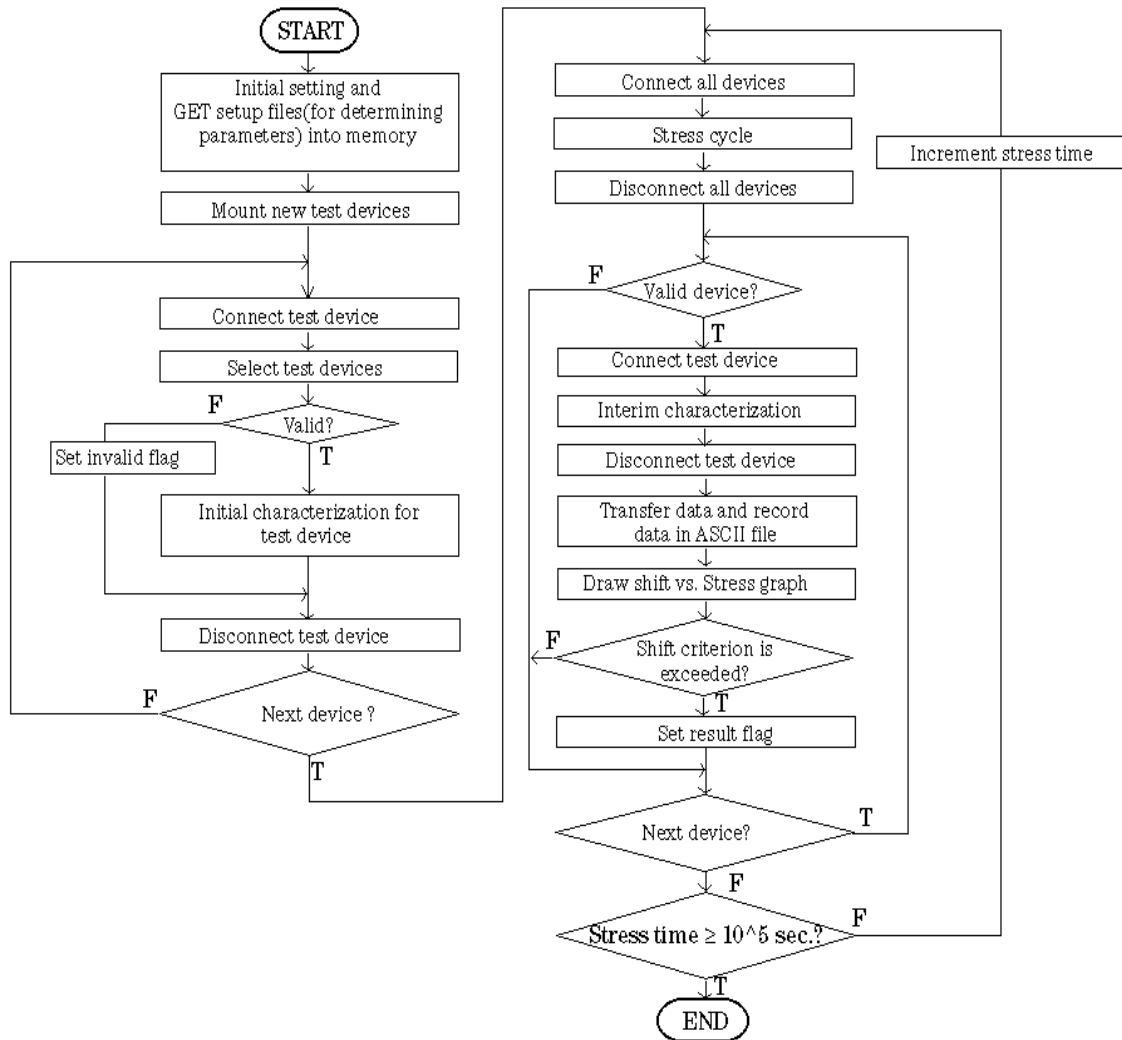 START
Initial setting and
GET setup files(for determining
parameters) into memory
Mount new test devices
Connect test device
Select test devices
F
Valid?
T
Set invalid flag
Initial characterization for
test device
Disconnect test device
F
Next device ?
T
Connect all devices
Stress cycle
Disconnect all devices
Increment stress time
F
Valid device?
T
Connect test device
Interim characterization
Disconnect test device
Transfer data and record
data in ASCII file
Draw shift vs. Stress graph
F
Shift criterion is
exceeded?
T
Set result flag
Next device?
T
F
Stress time ≥ 10^5 sec.?
F
T
END